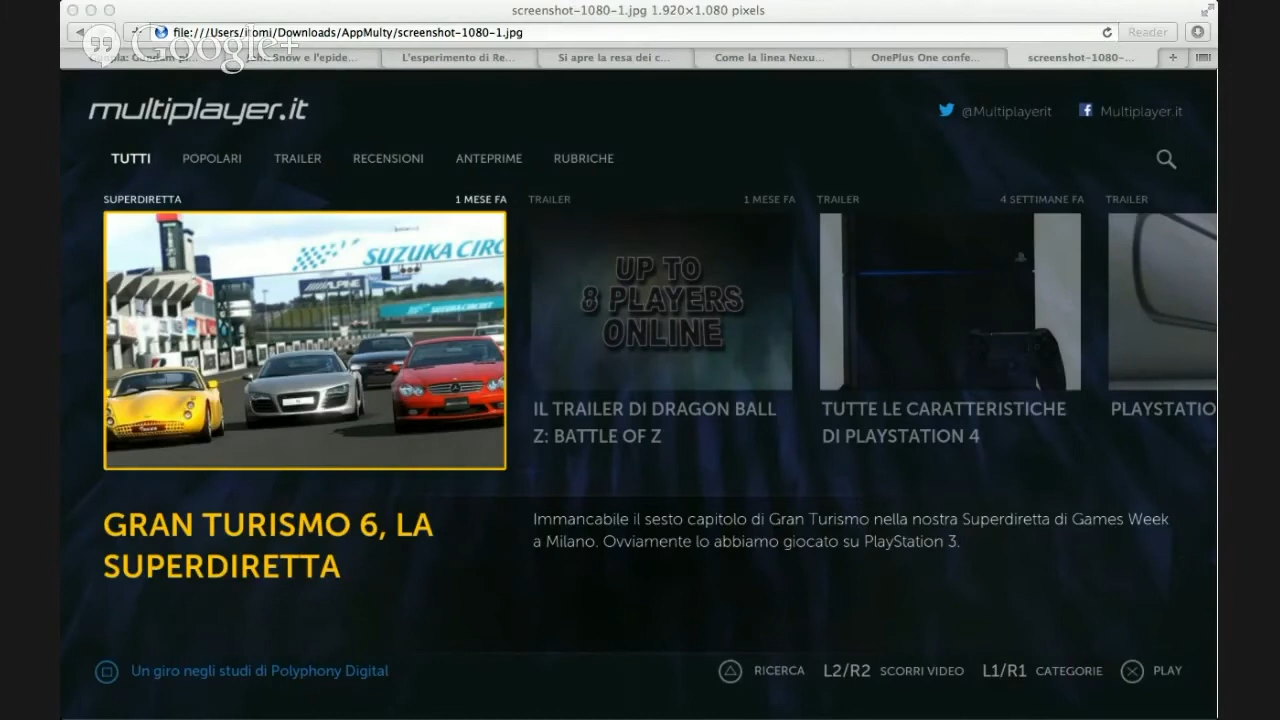 screenshot-1080-1.jpg 1.920×1.080 pixels
Google+
file:///Users/itomi/Downloads/AppMulty/screenshot-1080-1.jpg
Reader
Snow e l'epide...
L'esperimento di Re...
Si apre la resa dei c...
Come la linea Nexu...
OnePlus One confe...
screenshot-1080-...
multiplayer.it
@Multiplayerit
Multiplayer.it
TUTTI
POPOLARI
TRAILER
RECENSIONI
ANTEPRIME
RUBRICHE
SUPERDIRETTA
1 MESE FA
TRAILER
1 MESE FA
TRAILER
4 SETTIMANE FA
TRAILER
SUZUKA CIRC
ALPINE
SUZUKA CIRCUIT
UP TO
8 PLAYERS
ONLINE
IL TRAILER DI DRAGON BALL
Z: BATTLE OF Z
TUTTE LE CARATTERISTICHE
DI PLAYSTATION 4
PLAYSTATIO
GRAN TURISMO 6, LA
SUPERDIRETTA
Immancabile il sesto capitolo di Gran Turismo nella nostra Superdiretta di Games Week
a Milano. Ovviamente lo abbiamo giocato su PlayStation 3.
Un giro negli studi di Polyphony Digital
RICERCA
L2/R2 SCORRI VIDEO
L1/R1 CATEGORIE
PLAY